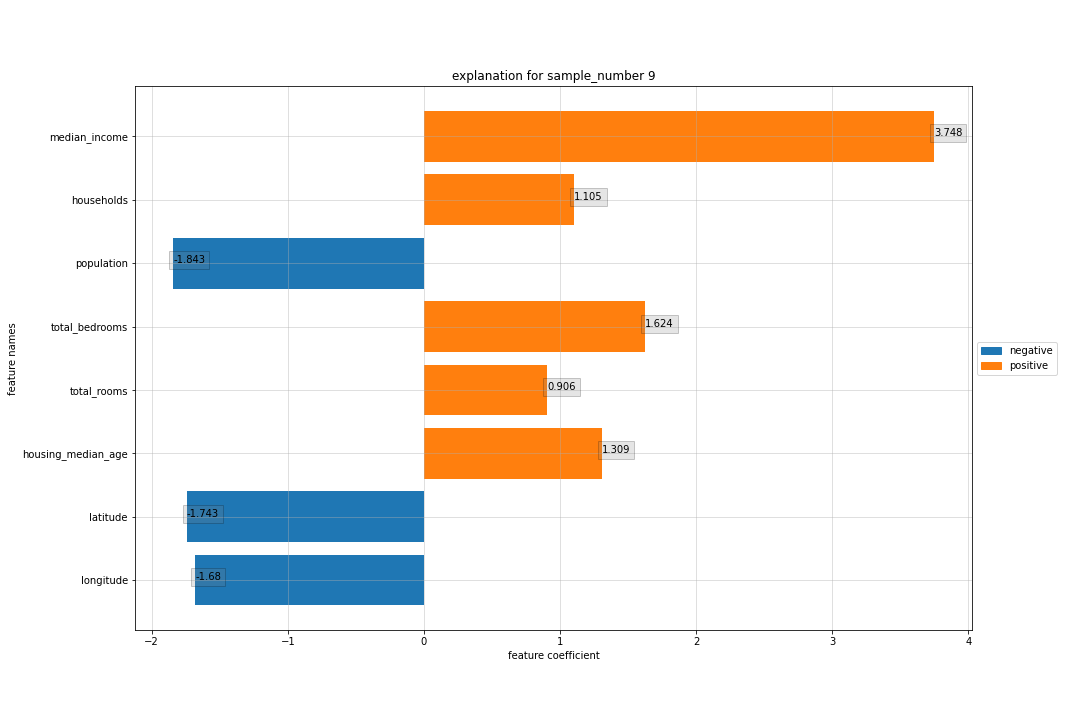 explanation for sample_number 9
median_income
3.748
households
1.105
population
-1.843
total_bedrooms
1.624
total_rooms
0.906
housing_median_age
1.309
latitude
-1.743
longitude
-1.68
feature names
negative
positive
−2 −1 0 1 2 3 4
feature coefficient